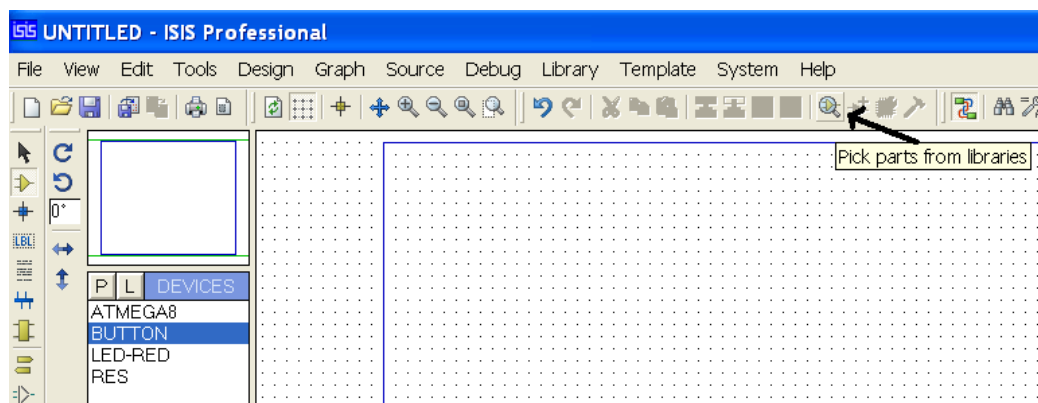 isis UNTITLED - ISIS Professional
File View Edit Tools Design Graph Source Debug Library Template System Help
Pick parts from libraries
0°
LBL
P L DEVICES
ATMEGA8
BUTTON
LED-RED
RES